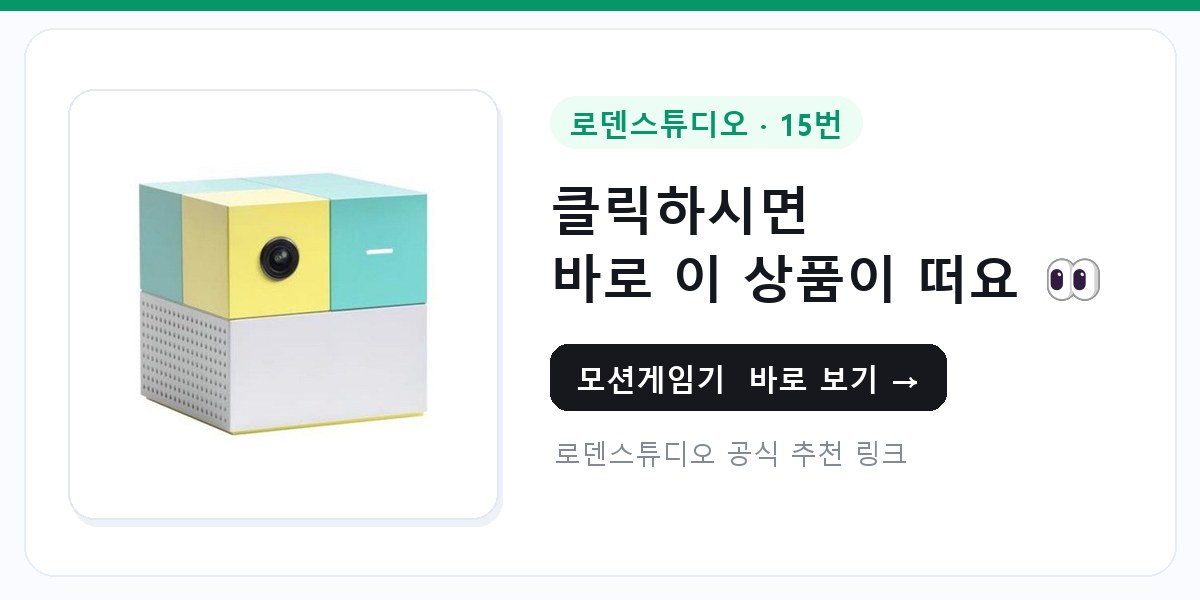 로덴스튜디오 · 15번
클릭하시면
바로 이 상품이 떠요 👀
모션게임기 바로 보기 →
로덴스튜디오 공식 추천 링크